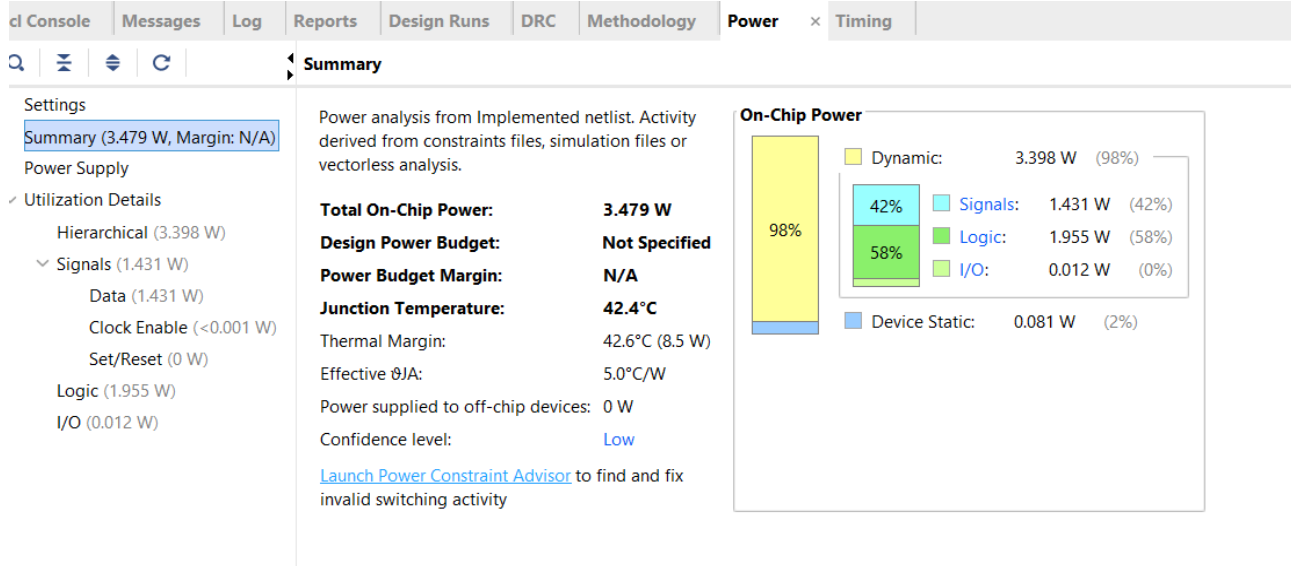 cl Console Messages Log Reports Design Runs DRC Methodology Power × Timing
Summary
Settings
Summary (3.479 W, Margin: N/A)
Power Supply
Utilization Details
Hierarchical (3.398 W)
Signals (1.431 W)
Data (1.431 W)
Clock Enable (<0.001 W)
Set/Reset (0 W)
Logic (1.955 W)
I/O (0.012 W)
Power analysis from Implemented netlist. Activity
derived from constraints files, simulation files or
vectorless analysis.
Total On-Chip Power: 3.479 W
Design Power Budget: Not Specified
Power Budget Margin: N/A
Junction Temperature: 42.4°C
Thermal Margin: 42.6°C (8.5 W)
Effective ϑJA: 5.0°C/W
Power supplied to off-chip devices: 0 W
Confidence level: Low
Launch Power Constraint Advisor to find and fix
invalid switching activity
On-Chip Power
98%
Dynamic: 3.398 W (98%)
42%
58%
Signals: 1.431 W (42%)
Logic: 1.955 W (58%)
I/O: 0.012 W (0%)
Device Static: 0.081 W (2%)